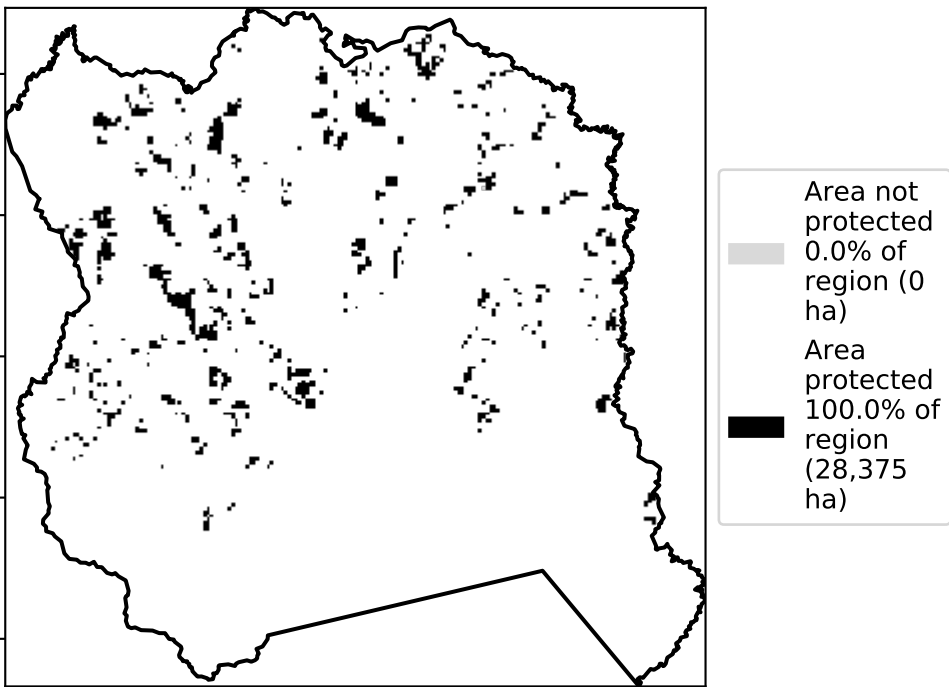 Area not
protected
0.0% of
region (0
ha)
Area
protected
100.0% of
region
(28,375
ha)